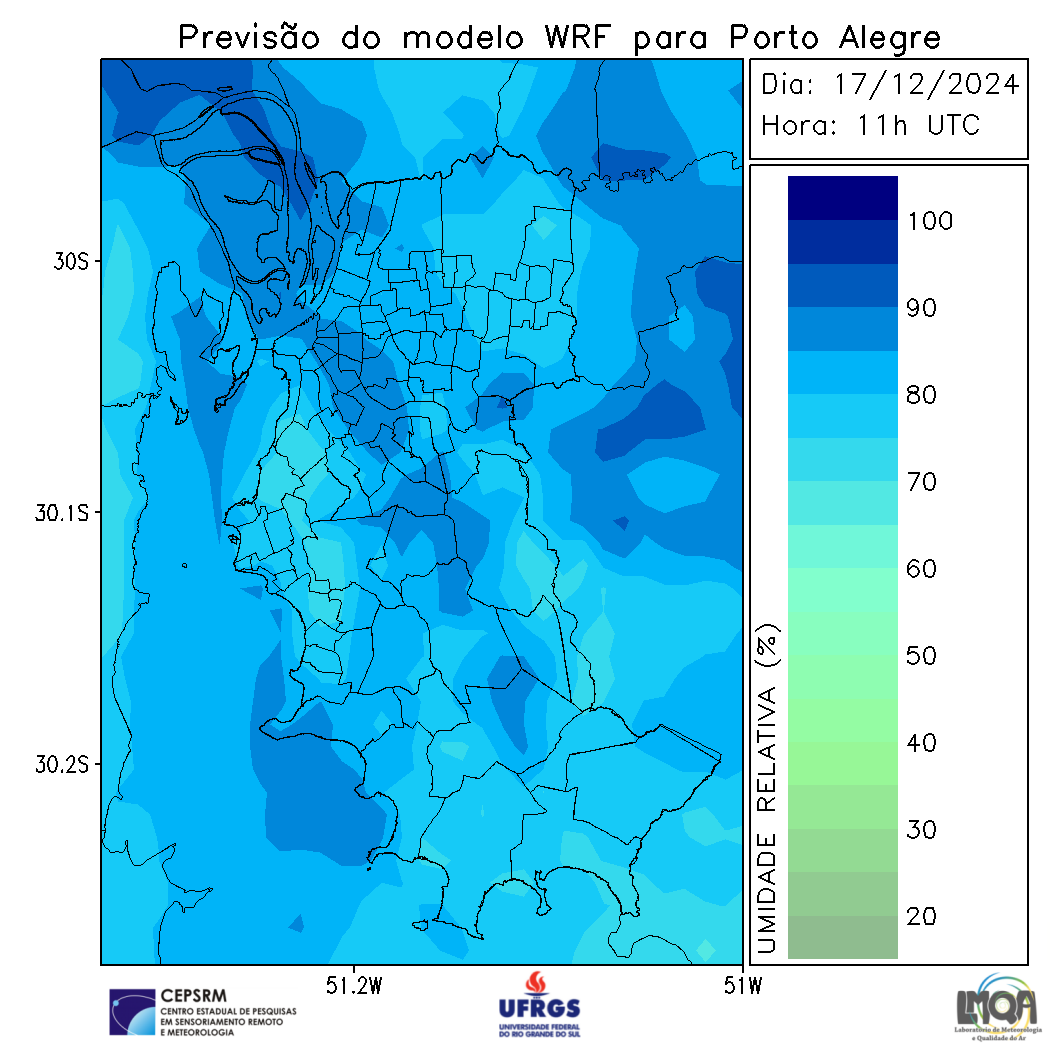 Previsão do modelo WRF para Porto Alegre
Dia: 17/12/2024
Hora: 11h UTC
30S
30.1S
30.2S
51.2W
51W
100
90
80
70
60
50
40
30
20
UMIDADE RELATIVA (%)
CEPSRM
CENTRO ESTADUAL DE PESQUISAS
EM SENSORIAMENTO REMOTO
E METEOROLOGIA
UFRGS
UNIVERSIDADE FEDERAL
DO RIO GRANDE DO SUL
LMQA
Laboratório de Meteorologia
e Qualidade do Ar